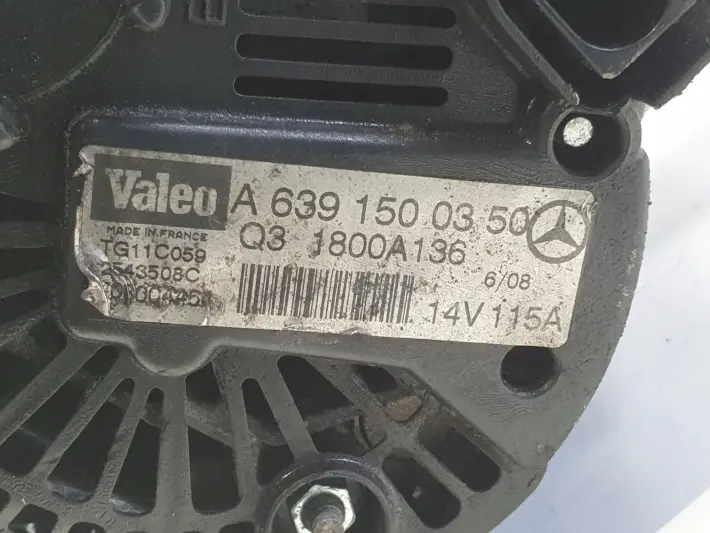 Valeo A 639 150 03 50
MADE IN FRANCE Q3 1800A136
TG11C059
2543508C 6/08
14V 115A